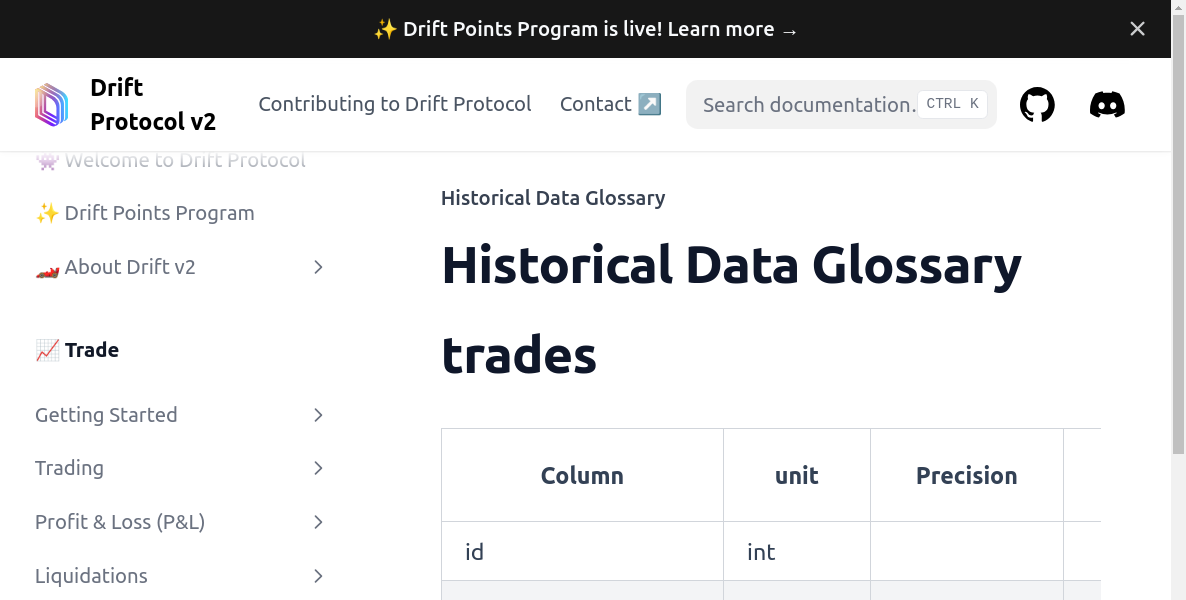 ✨ Drift Points Program is live! Learn more →
Drift
Protocol v2
Contributing to Drift Protocol
Contact ↗️
Search documentation.
CTRL K
👾 Welcome to Drift Protocol
✨ Drift Points Program
🏎️ About Drift v2
📈 Trade
Getting Started
Trading
Profit & Loss (P&L)
Liquidations
Historical Data Glossary
Historical Data Glossary
trades
Column unit Precision
id int